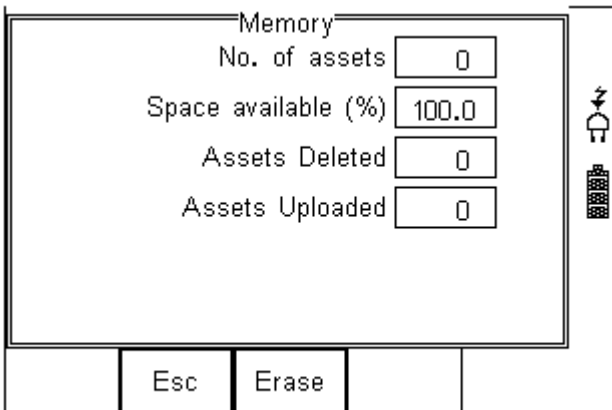 Memory
No. of assets 0
Space available (%) 100.0
Assets Deleted 0
Assets Uploaded 0
Esc Erase